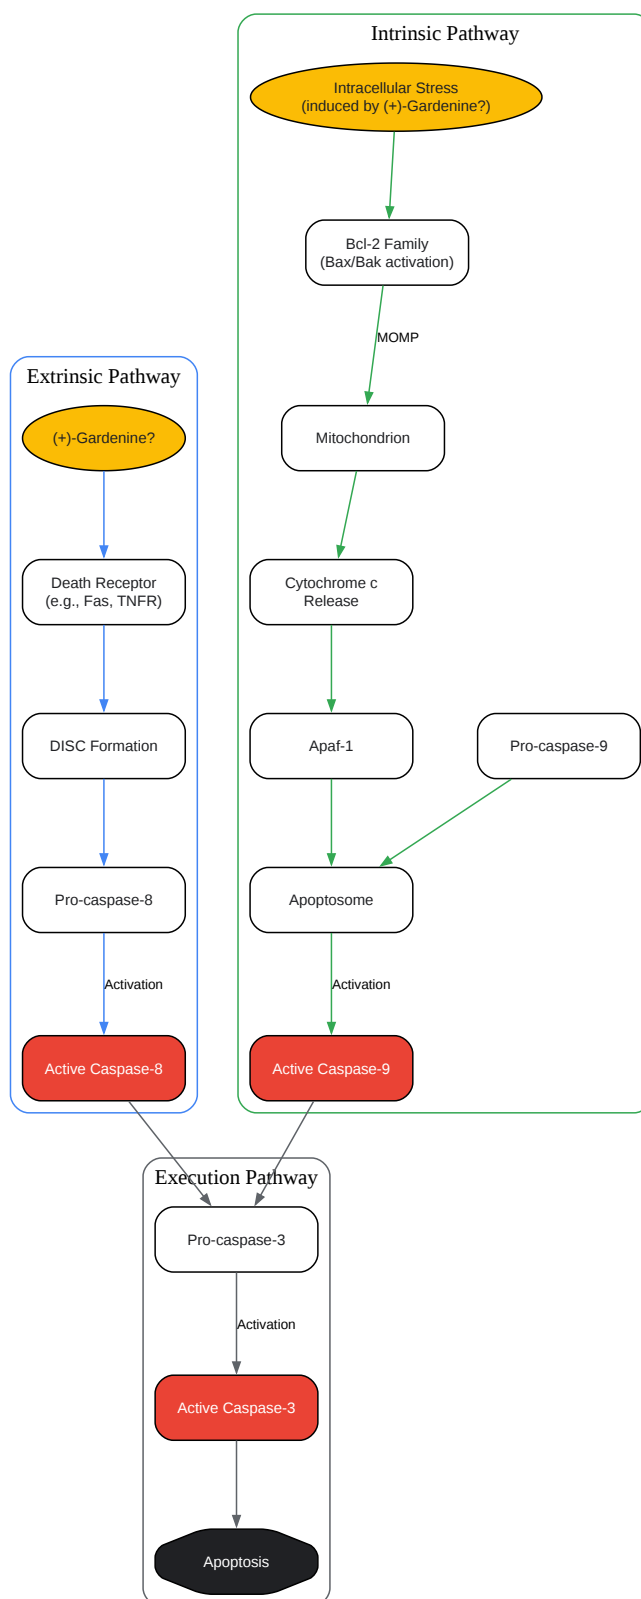 Intrinsic Pathway
Intracellular Stress
(induced by (+)-Gardenine?)
Bcl-2 Family
(Bax/Bak activation)
MOMP
Mitochondrion
Cytochrome c
Release
Apaf-1
Pro-caspase-9
Apoptosome
Activation
Active Caspase-9
Extrinsic Pathway
(+)-Gardenine?
Death Receptor
(e.g., Fas, TNFR)
DISC Formation
Pro-caspase-8
Activation
Active Caspase-8
Execution Pathway
Pro-caspase-3
Activation
Active Caspase-3
Apoptosis